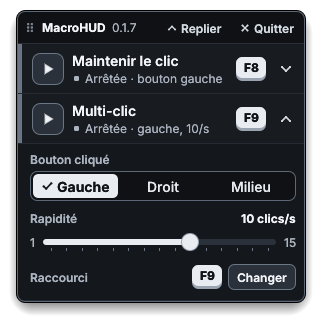 MacroHUD 0.1.7 Replier Quitter
Maintenir le clic
Arrêtée · bouton gauche
F8
Multi-clic
Arrêtée · gauche, 10/s
F9
Bouton cliqué
Gauche Droit Milieu
Rapidité 10 clics/s
1 15
Raccourci F9 Changer